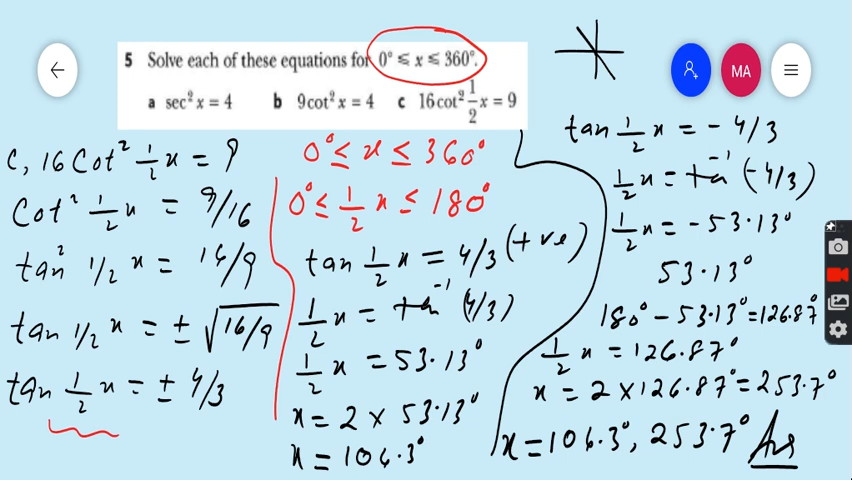 5 Solve each of these equations for 0° ≤ x ≤ 360°.
a sec²x = 4 b 9cot²x = 4 c 16cot² 1/2 x = 9
MA
C, 16 Cot² 1/2 x = 9
Cot² 1/2 x = 9/16
tan² 1/2 x = 16/9
tan 1/2 x = ± √16/9
tan 1/2 x = ± 4/3
0° ≤ x ≤ 360°
0° ≤ 1/2 x ≤ 180°
tan 1/2 x = 4/3 (+ve)
1/2 x = tan⁻¹ (4/3)
1/2 x = 53.13°
x = 2 × 53.13°
x = 106.3°
tan 1/2 x = - 4/3
1/2 x = tan⁻¹ (-4/3)
1/2 x = - 53.13°
53.13°
180° - 53.13° = 126.87°
1/2 x = 126.87°
x = 2 × 126.87° = 253.7°
x = 106.3°, 253.7° Ans